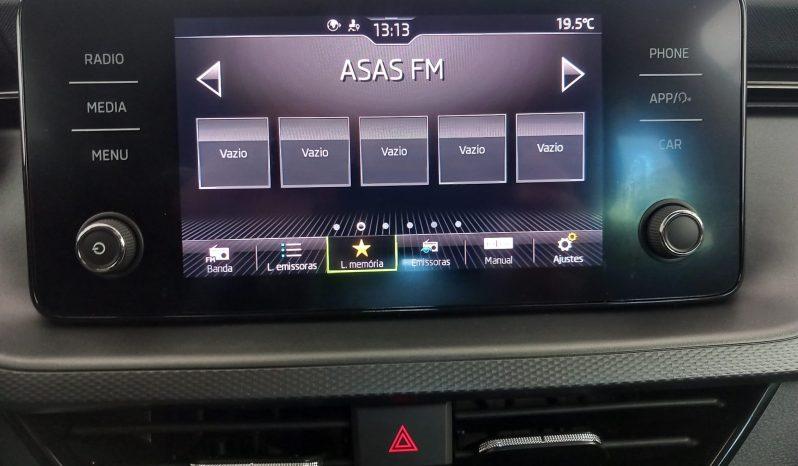 13:13
19.5°C
RADIO
MEDIA
MENU
ASAS FM
Vazio
Vazio
Vazio
Vazio
Vazio
FM
Banda
L. emissoras
L. memória
Emissoras
Manual
Ajustes
PHONE
APP/
CAR